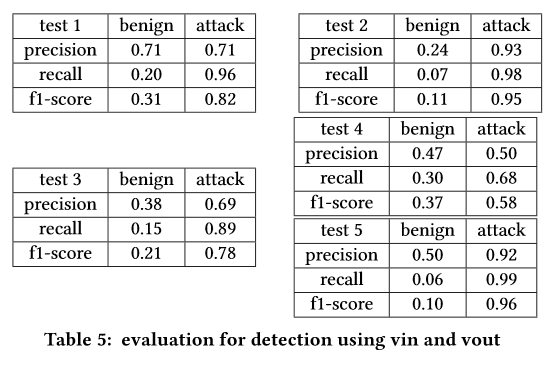 test 1 benign attack
precision 0.71 0.71
recall 0.20 0.96
f1-score 0.31 0.82
test 2 benign attack
precision 0.24 0.93
recall 0.07 0.98
f1-score 0.11 0.95
test 3 benign attack
precision 0.38 0.69
recall 0.15 0.89
f1-score 0.21 0.78
test 4 benign attack
precision 0.47 0.50
recall 0.30 0.68
f1-score 0.37 0.58
test 5 benign attack
precision 0.50 0.92
recall 0.06 0.99
f1-score 0.10 0.96
Table 5: evaluation for detection using vin and vout